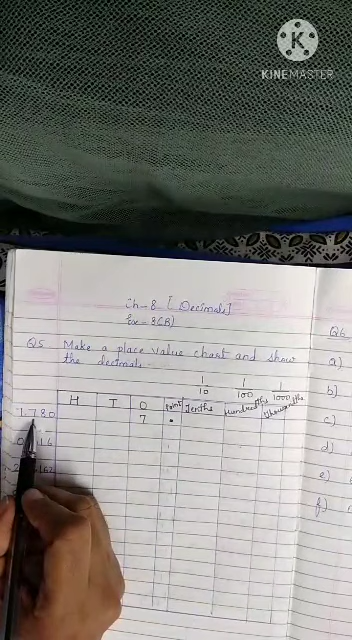 K
KINEMASTER
Ch-8 [Decimals]
Ex-8(B)
Q5 Make a place value chart and show
the decimals.
1/10 1/100 1/1000
H T O Point Tenths Hundredths Thousandths
7.780 7 .
Q6
a)
b)
c)
d)
e)
f)